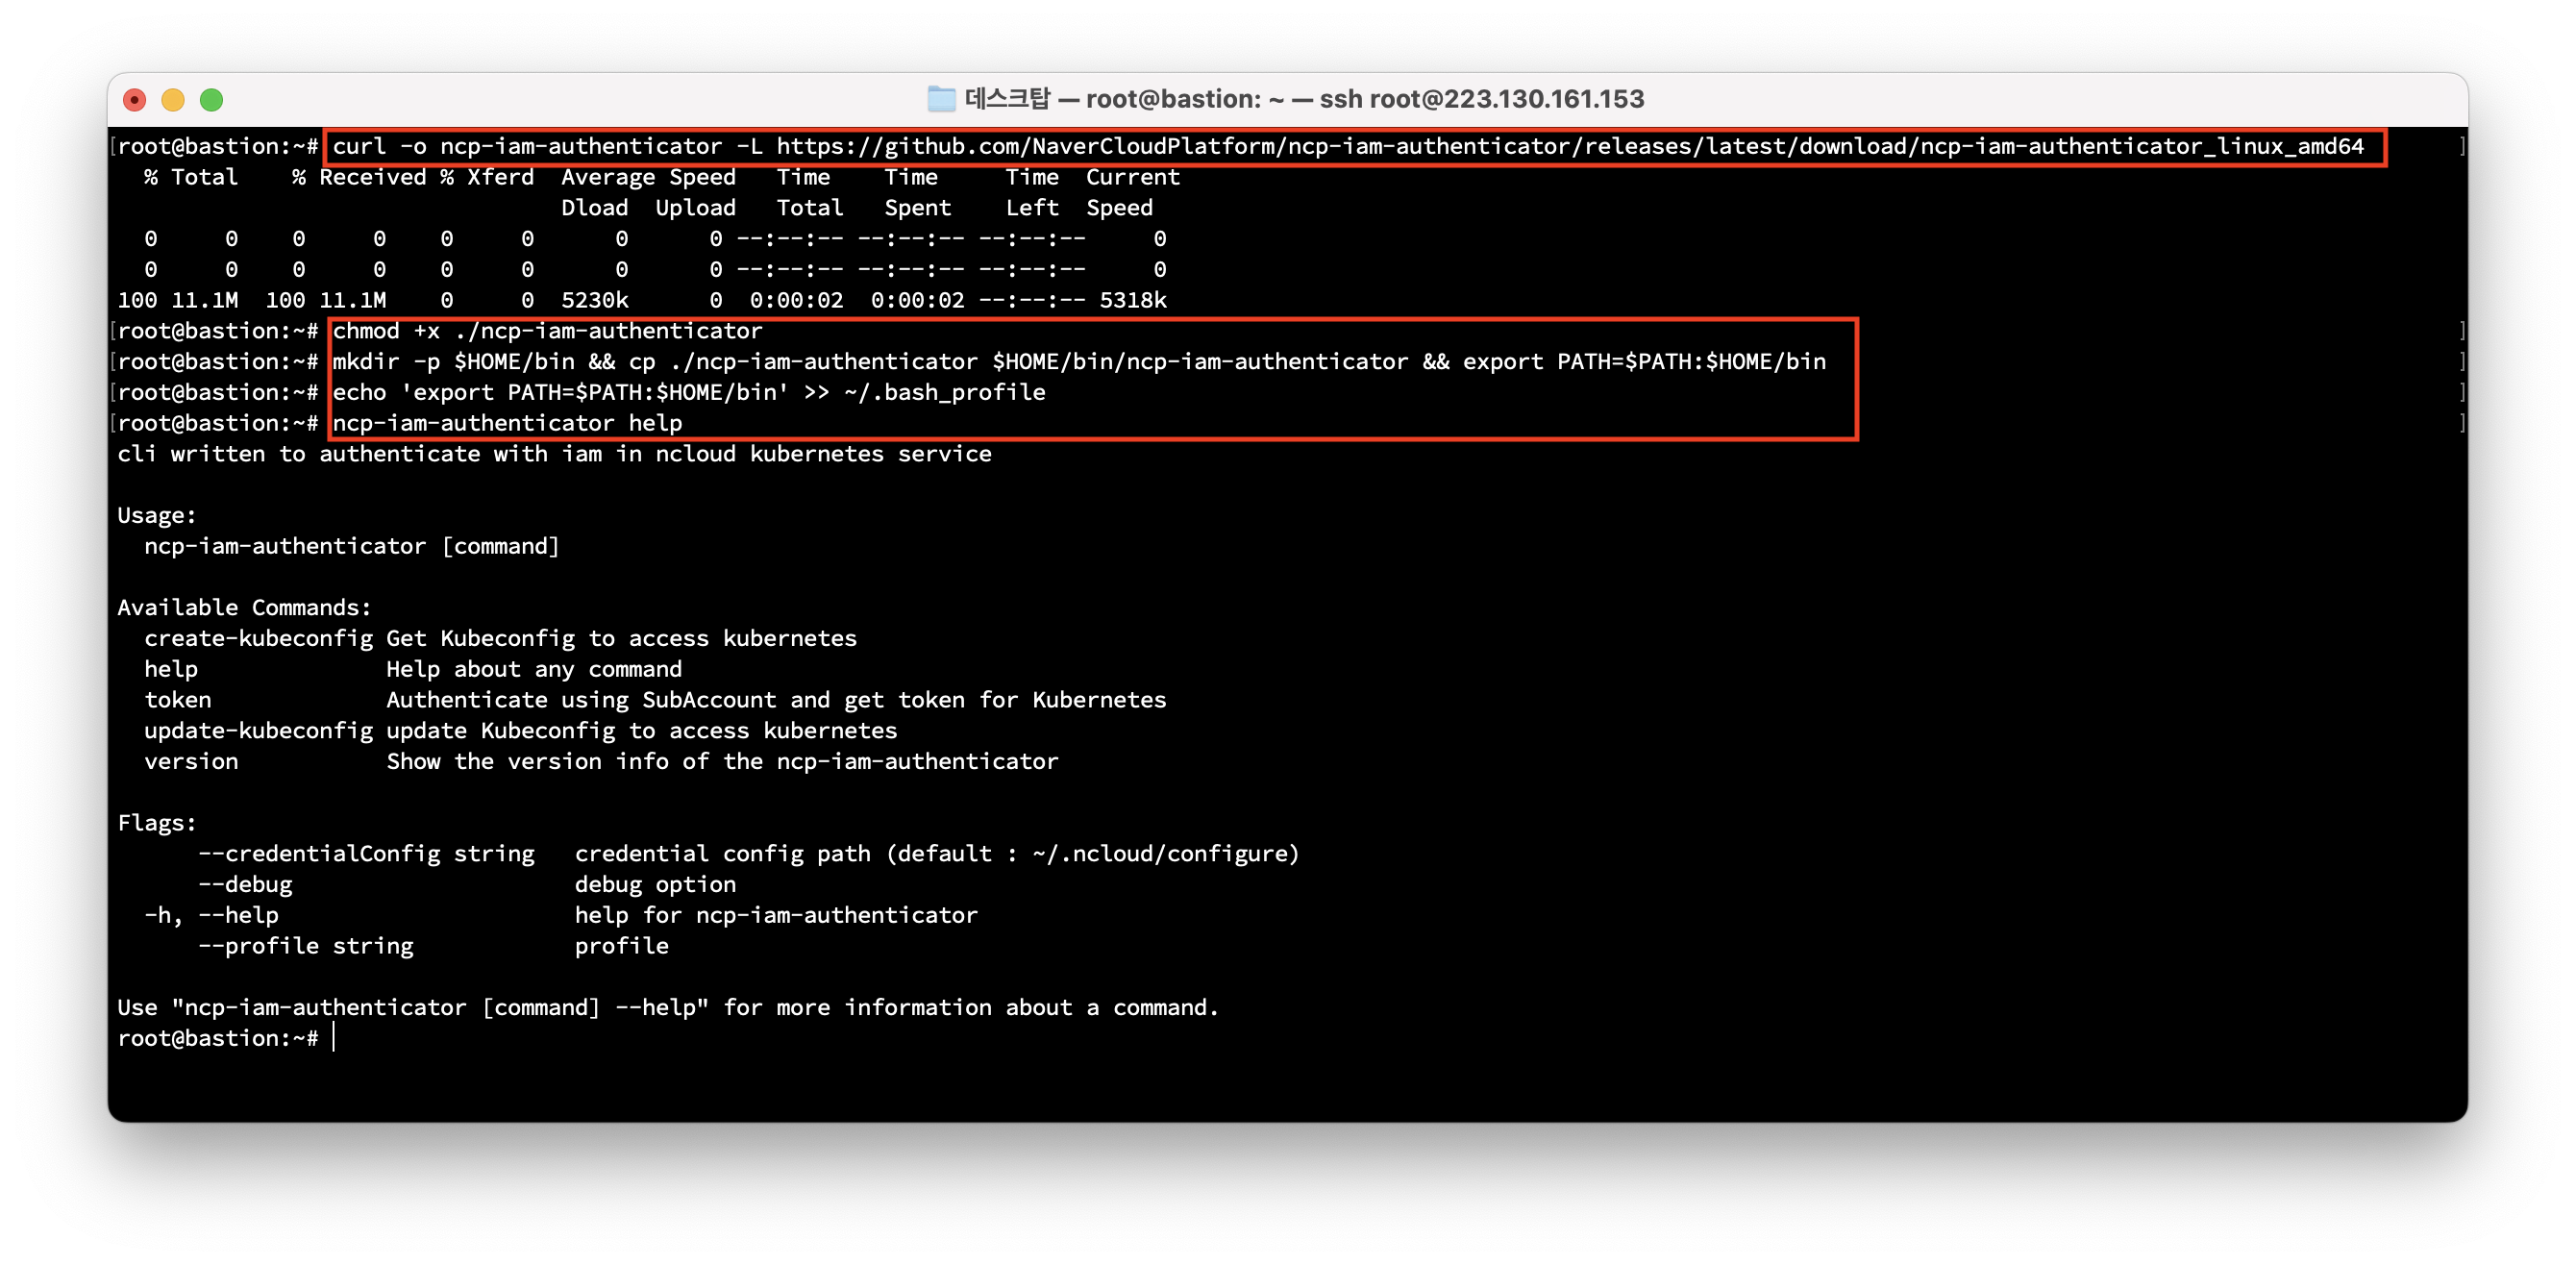 데스크탑 — root@bastion: ~ — ssh root@223.130.161.153
[root@bastion:~# curl -o ncp-iam-authenticator -L https://github.com/NaverCloudPlatform/ncp-iam-authenticator/releases/latest/download/ncp-iam-authenticator_linux_amd64 ]
  % Total    % Received % Xferd  Average Speed   Time    Time     Time  Current
                                 Dload  Upload   Total   Spent    Left  Speed
  0     0    0     0    0     0      0      0 --:--:-- --:--:-- --:--:--     0
  0     0    0     0    0     0      0      0 --:--:-- --:--:-- --:--:--     0
100 11.1M  100 11.1M    0     0  5230k      0  0:00:02  0:00:02 --:--:-- 5318k
[root@bastion:~# chmod +x ./ncp-iam-authenticator ]
[root@bastion:~# mkdir -p $HOME/bin && cp ./ncp-iam-authenticator $HOME/bin/ncp-iam-authenticator && export PATH=$PATH:$HOME/bin ]
[root@bastion:~# echo 'export PATH=$PATH:$HOME/bin' >> ~/.bash_profile ]
[root@bastion:~# ncp-iam-authenticator help ]
cli written to authenticate with iam in ncloud kubernetes service
Usage:
  ncp-iam-authenticator [command]
Available Commands:
  create-kubeconfig Get Kubeconfig to access kubernetes
  help              Help about any command
  token             Authenticate using SubAccount and get token for Kubernetes
  update-kubeconfig update Kubeconfig to access kubernetes
  version           Show the version info of the ncp-iam-authenticator
Flags:
      --credentialConfig string   credential config path (default : ~/.ncloud/configure)
      --debug                     debug option
  -h, --help                      help for ncp-iam-authenticator
      --profile string            profile
Use "ncp-iam-authenticator [command] --help" for more information about a command.
root@bastion:~#